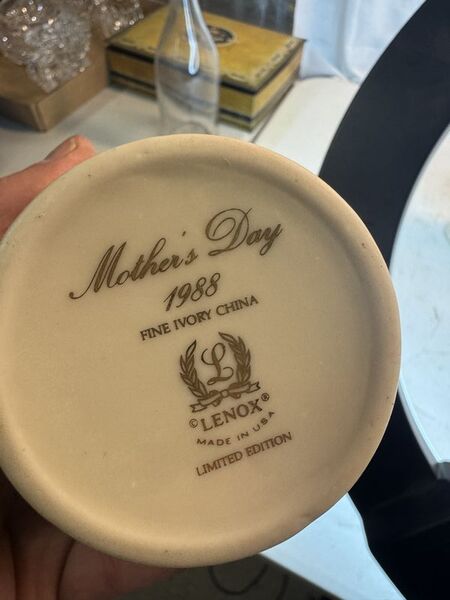 Mother's Day
1988
FINE IVORY CHINA
L
©LENOX®
MADE IN USA
LIMITED EDITION